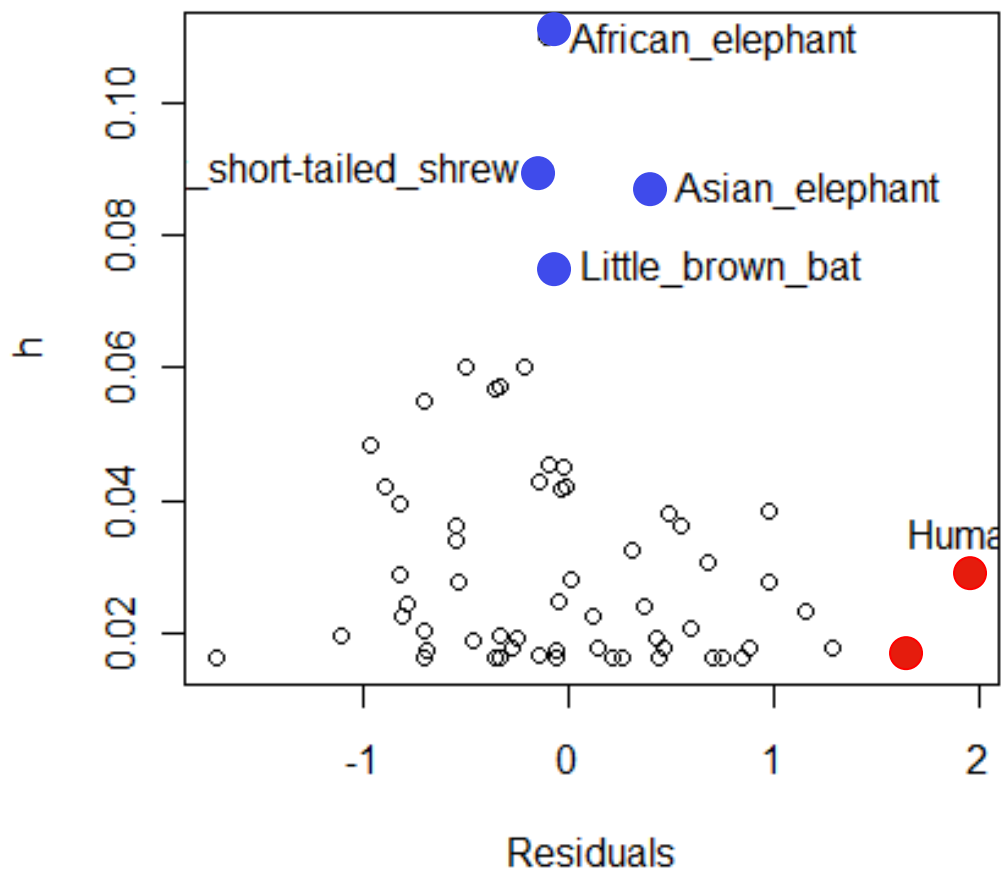 African_elephant
0.10
_short-tailed_shrew
Asian_elephant
0.08
Little_brown_bat
h
0.06
0.04
Huma
0.02
-1
0
1
2
Residuals